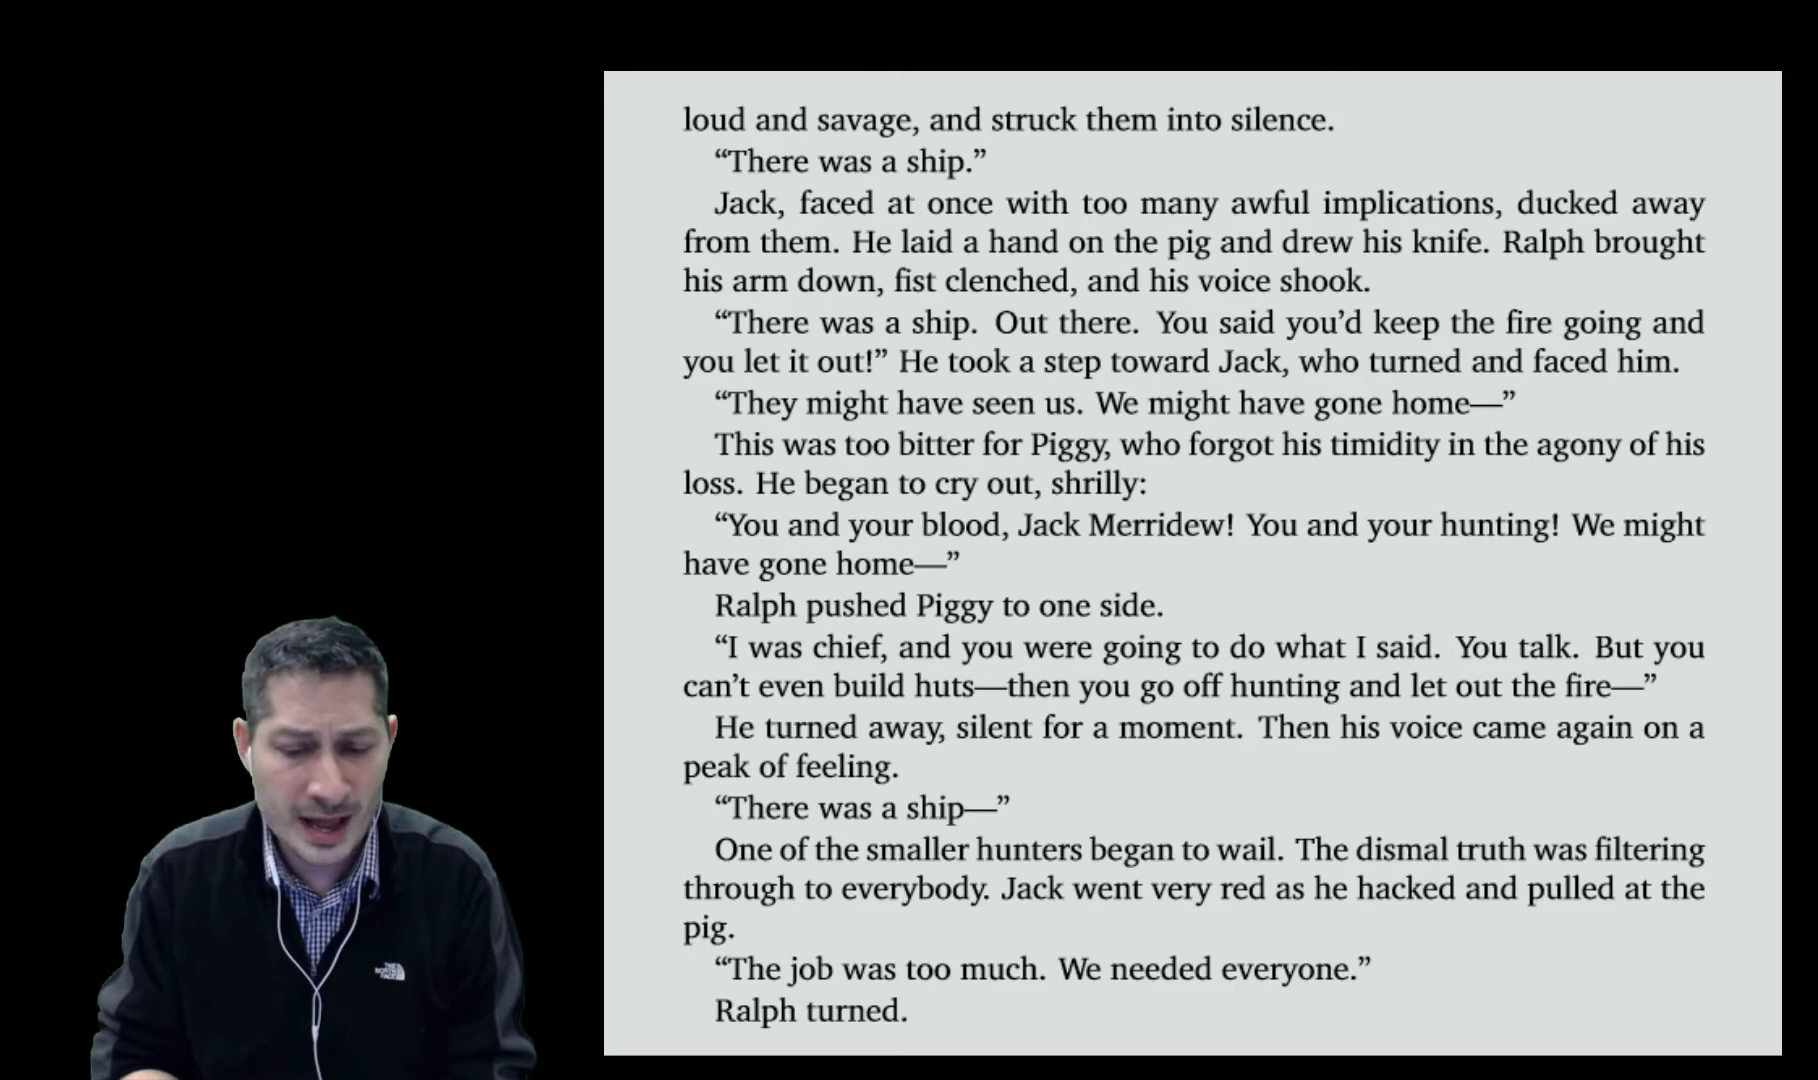 loud and savage, and struck them into silence.
“There was a ship.”
Jack, faced at once with too many awful implications, ducked away
from them. He laid a hand on the pig and drew his knife. Ralph brought
his arm down, fist clenched, and his voice shook.
“There was a ship. Out there. You said you’d keep the fire going and
you let it out!” He took a step toward Jack, who turned and faced him.
“They might have seen us. We might have gone home—”
This was too bitter for Piggy, who forgot his timidity in the agony of his
loss. He began to cry out, shrilly:
“You and your blood, Jack Merridew! You and your hunting! We might
have gone home—”
Ralph pushed Piggy to one side.
“I was chief, and you were going to do what I said. You talk. But you
can’t even build huts—then you go off hunting and let out the fire—”
He turned away, silent for a moment. Then his voice came again on a
peak of feeling.
“There was a ship—”
One of the smaller hunters began to wail. The dismal truth was filtering
through to everybody. Jack went very red as he hacked and pulled at the
pig.
“The job was too much. We needed everyone.”
Ralph turned.
THE
NORTH
FACE